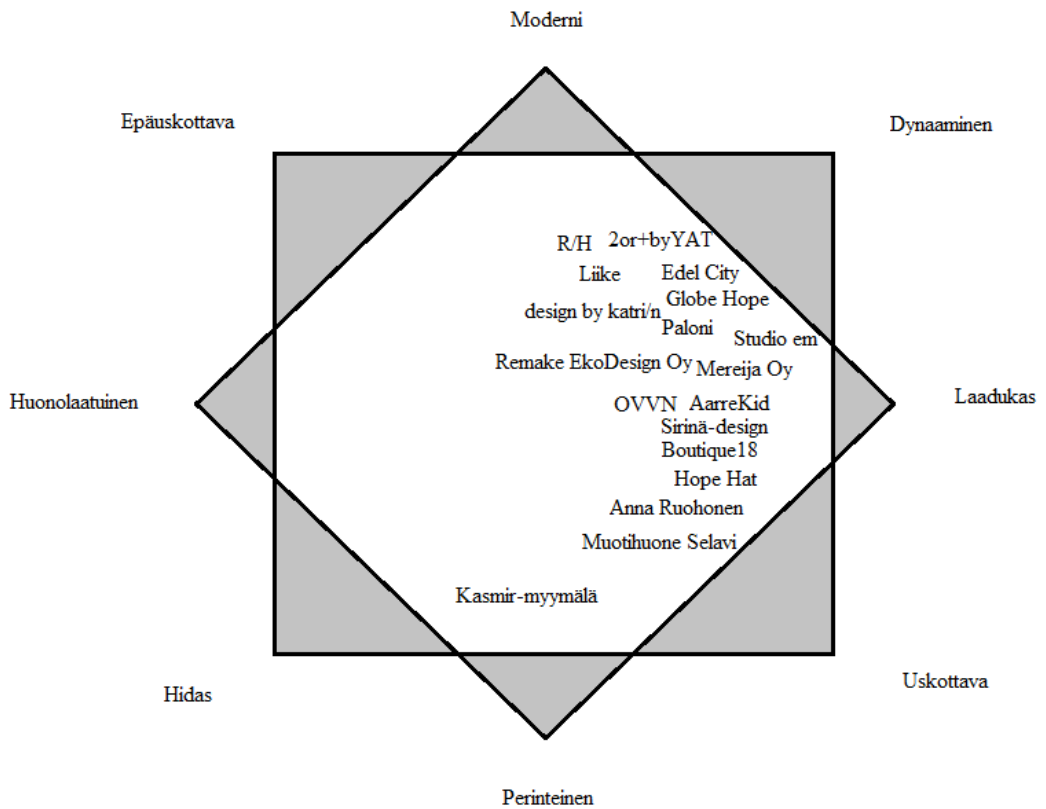 Moderni
Epäuskottava
Dynaaminen
R/H
2or+byYAT
Liike
Edel City
Globe Hope
design by katri/n
Paloni
Studio em
Remake EkoDesign Oy
Mereija Oy
Huonolaatuinen
OVVN
AarreKid
Laadukas
Sirinä-design
Boutique18
Hope Hat
Anna Ruohonen
Muotihuone Selavi
Kasmir-myymälä
Hidas
Uskottava
Perinteinen